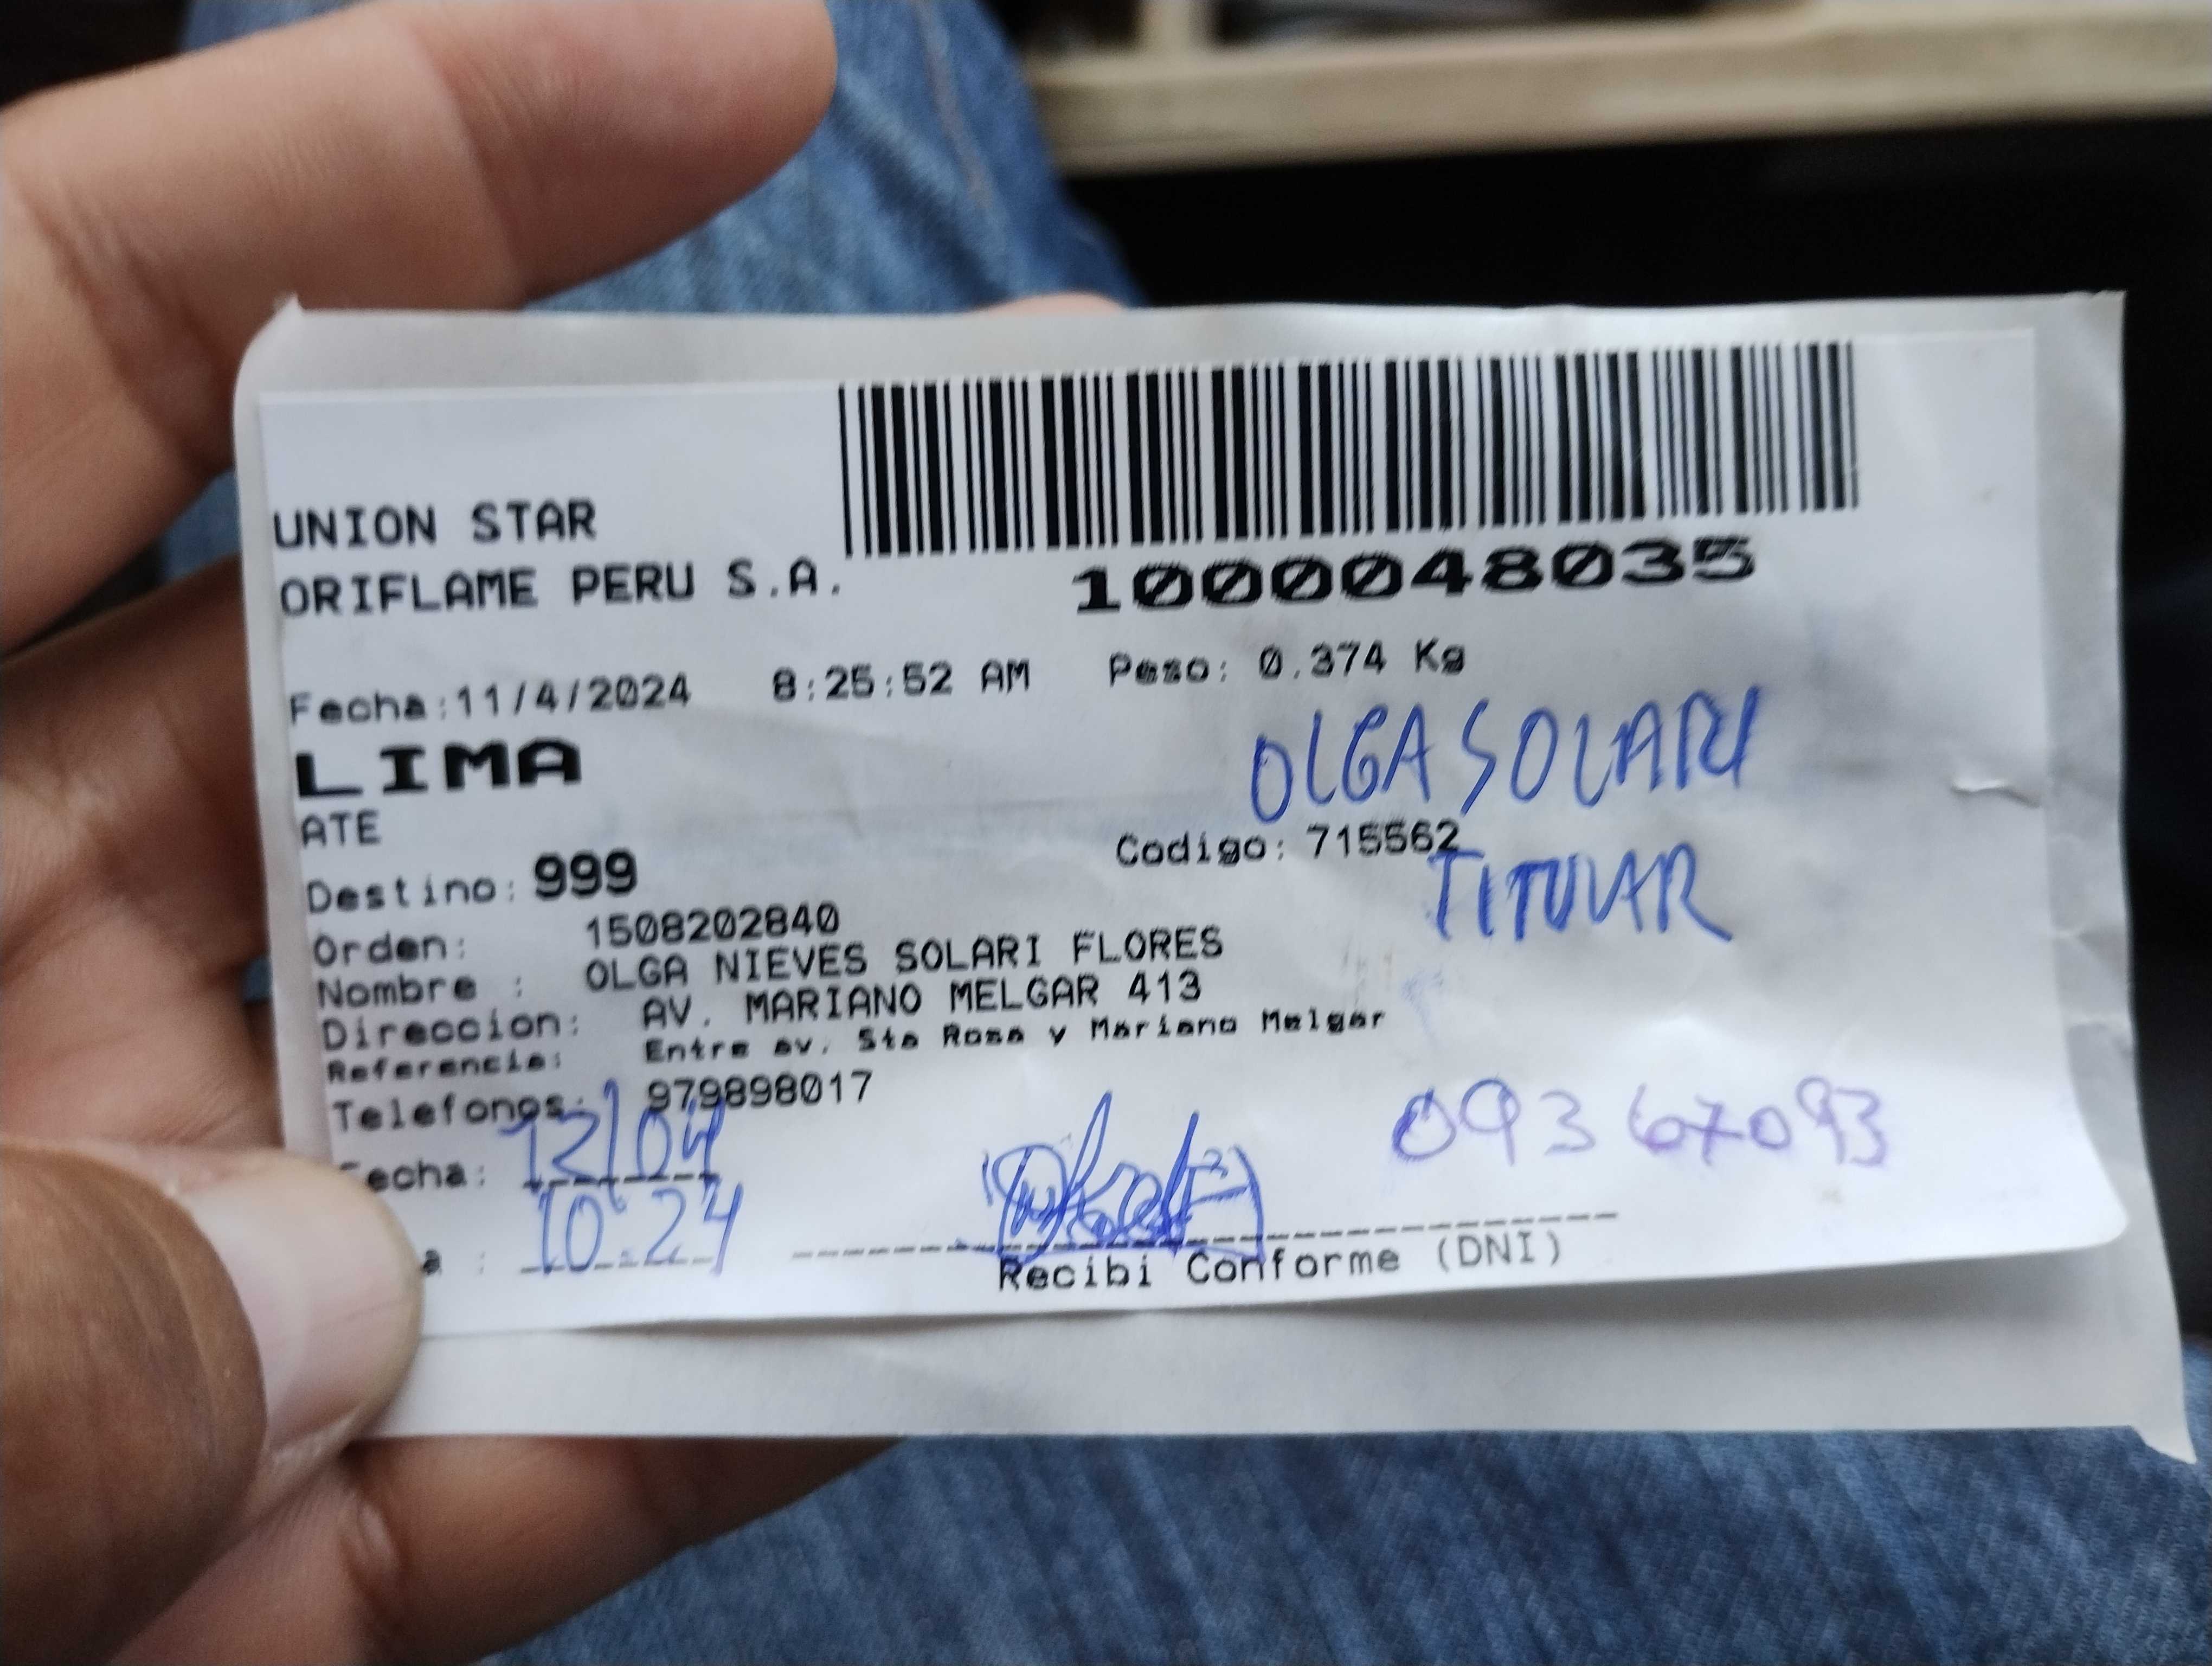 UNION STAR
ORIFLAME PERU S.A.
1000048035
Fecha:11/4/2024 8:25:52 AM Peso: 0.374 Kg
LIMA
OLGA SOLARI
ATE
Codigo: 715562
TITULAR
Destino: 999
Orden: 1508202840
Nombre : OLGA NIEVES SOLARI FLORES
Direccion: AV. MARIANO MELGAR 413
Referencia: Entre av. Sta Rosa y Mariano Melgar
Telefonos: 979898017
echa: 12/04
09367093
a : 10:24
Recibi Conforme (DNI)